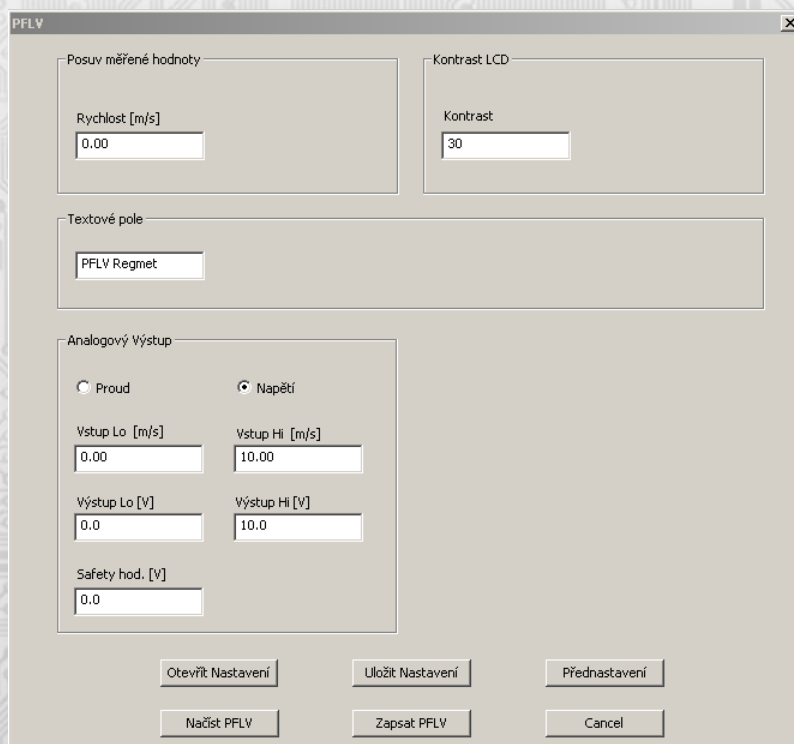 PFLV
Posuv měřené hodnoty
Kontrast LCD
Rychlost [m/s]
0.00
Kontrast
30
Textové pole
PFLV Regmet
Analogový Výstup
Proud
Napětí
Vstup Lo [m/s]
Vstup Hi [m/s]
0.00
10.00
Výstup Lo [V]
Výstup Hi [V]
0.0
10.0
Safety hod. [V]
0.0
Otevřít Nastavení
Uložit Nastavení
Přednastavení
Načíst PFLV
Zapsat PFLV
Cancel